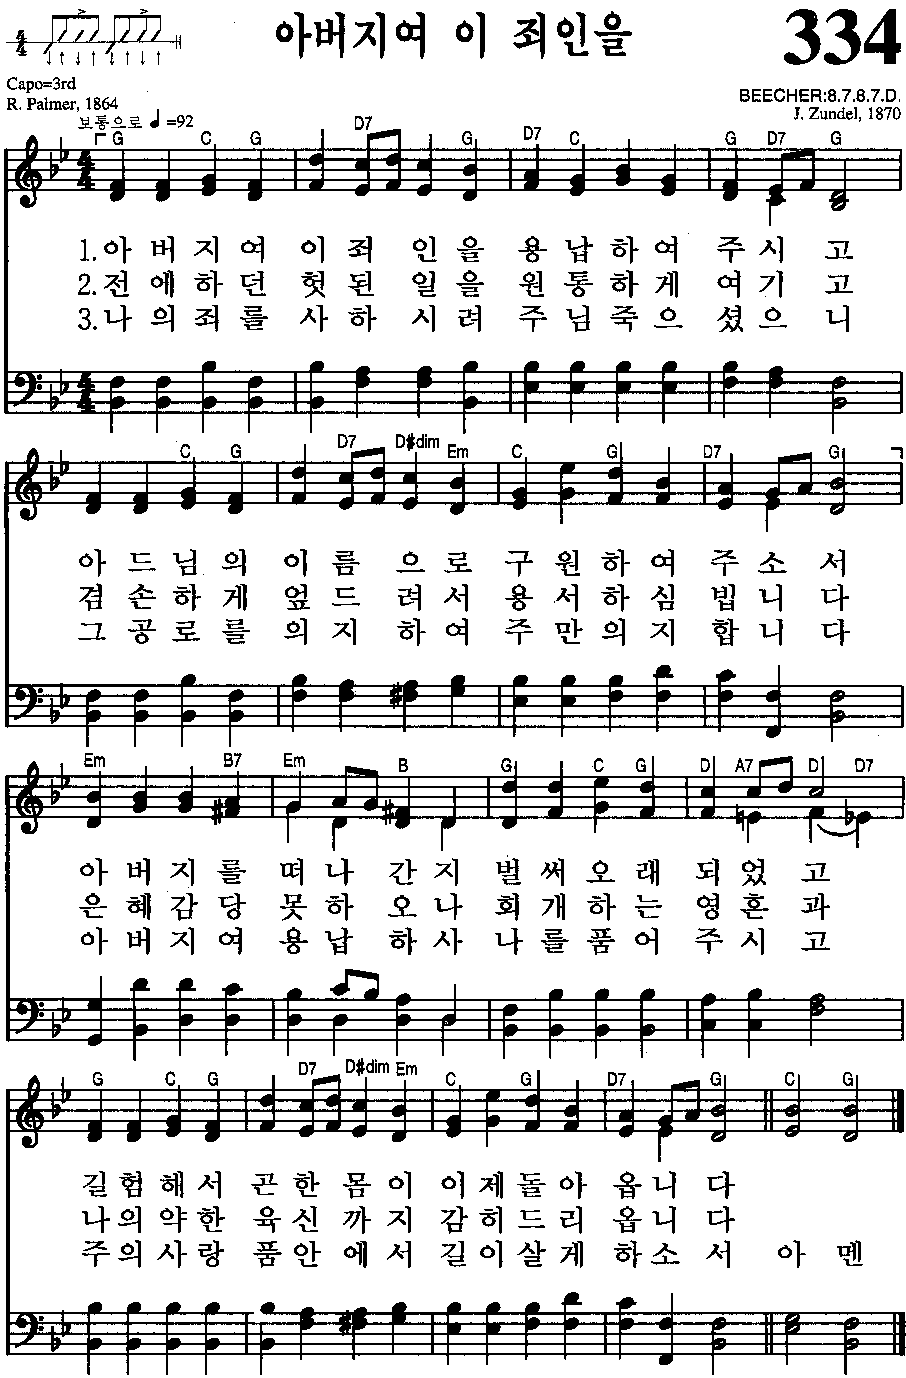 아버지여 이 죄인을 334
Capo=3rd
R. Palmer, 1864
BEECHER:8.7.8.7.D.
J. Zundel, 1870
보통으로 ♩=92
G C G D7 D7 C G D7 G
1.아버지여 이죄인을 용납하여 주시고
2.전에하던 헛된일을 원통하게 여기고
3.나의죄를 사하시려 주님죽으셨으니
C G D7 D#dim Em C G D7 G
아드님의 이름으로 구원하여 주소서
겸손하게 엎드려서 용서하심 빕니다
그공로를 의지하여 주만의지합니다
Em B7 Em B G C G D A7 D D7
아버지를 떠나간지 벌써오래 되었고
은혜감당 못하오나 회개하는 영혼과
아버지여 용납하사 나를품어 주시고
G C G D7 D#dim Em C G D7 G C G
길험해서 곤한몸이 이제돌아 옵니다
나의약한 육신까지 감히드리 옵니다
주의사랑 품안에서 길이살게 하소서 아멘